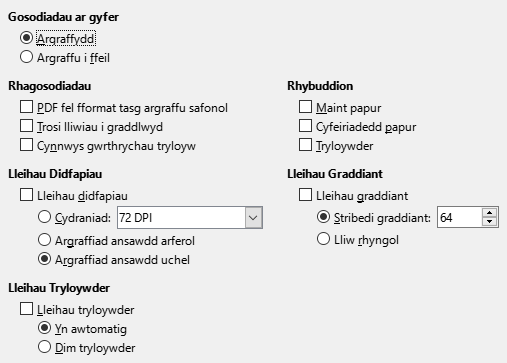 Gosodiadau ar gyfer
Argraffydd
Argraffu i ffeil
Rhagosodiadau
PDF fel fformat tasg argraffu safonol
Trosi lliwiau i graddlwyd
Cynnwys gwrthrychau tryloyw
Rhybuddion
Maint papur
Cyfeiriadedd papur
Tryloywder
Lleihau Didfapiau
Lleihau didfapiau
Cydraniad: 72 DPI
Argraffiad ansawdd arferol
Argraffiad ansawdd uchel
Lleihau Graddiant
Lleihau graddiant
Stribedi graddiant: 64
Lliw rhyngol
Lleihau Tryloywder
Lleihau tryloywder
Yn awtomatig
Dim tryloywder